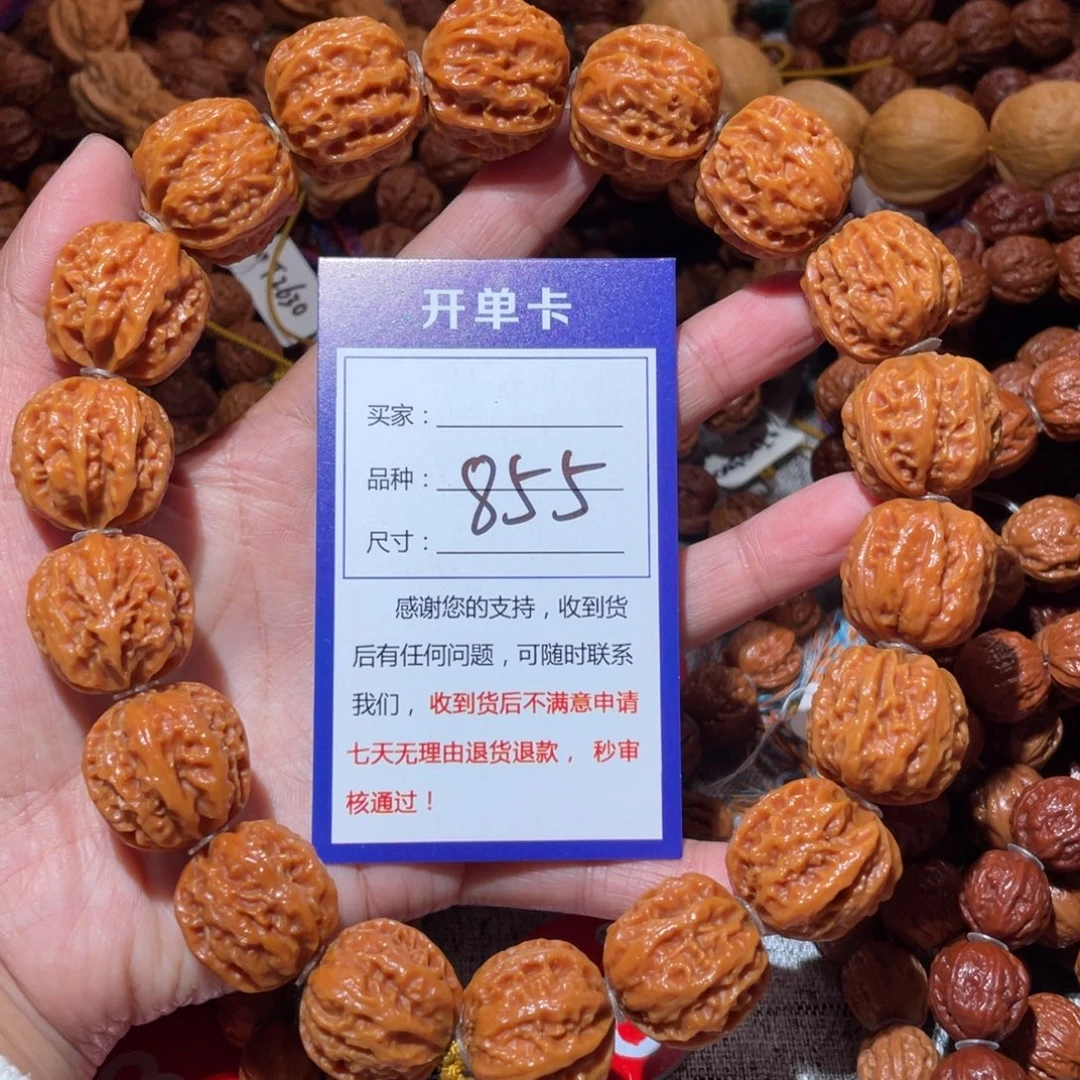 开单卡
买家：
品种：855
尺寸：
感谢您的支持，收到货
后有任何问题，可随时联系
我们，收到货后不满意申请
七天无理由退货退款，秒审
核通过！